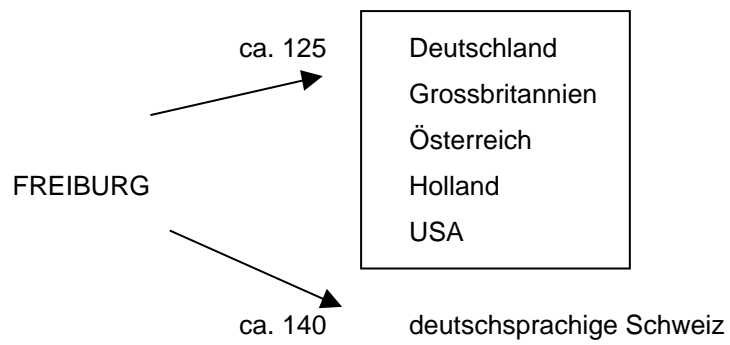 ca. 125 Deutschland
Grossbritannien
Österreich
FREIBURG Holland
USA
ca. 140 deutschsprachige Schweiz